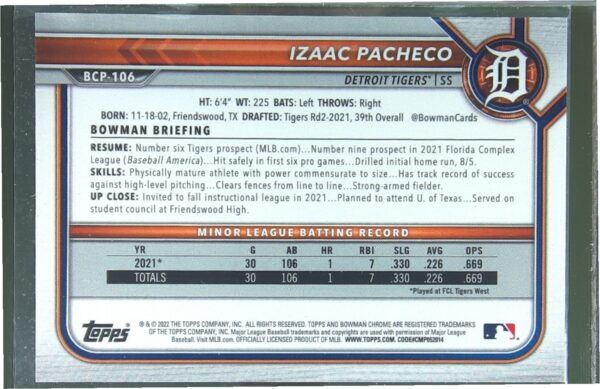 IZAAC PACHECO
BCP-106
DETROIT TIGERS® | SS
HT: 6'4" WT: 225 BATS: Left THROWS: Right
BORN: 11-18-02, Friendswood, TX DRAFTED: Tigers Rd2-2021, 39th Overall @BowmanCards
BOWMAN BRIEFING
RESUME: Number six Tigers prospect (MLB.com)...Number nine prospect in 2021 Florida Complex
League (Baseball America)...Hit safely in first six pro games...Drilled initial home run, 8/5.
SKILLS: Physically mature athlete with power commensurate to size...Has track record of success
against high-level pitching...Clears fences from line to line...Strong-armed fielder.
UP CLOSE: Invited to fall instructional league in 2021...Planned to attend U. of Texas...Served on
student council at Friendswood High.
MINOR LEAGUE BATTING RECORD
YR G AB HR RBI SLG AVG OPS
2021* 30 106 1 7 .330 .226 .669
TOTALS 30 106 1 7 .330 .226 .669
*Played at FCL Tigers West
topps
® & © 2022 THE TOPPS COMPANY, INC. ALL RIGHTS RESERVED. TOPPS AND BOWMAN CHROME ARE REGISTERED TRADEMARKS
OF THE TOPPS COMPANY, INC. Major League Baseball trademarks and copyrights are used with permission of Major League
Baseball. Visit MLB.com. OFFICIALLY LICENSED PRODUCT OF MLB. WWW.TOPPS.COM. CODE#CMP052014